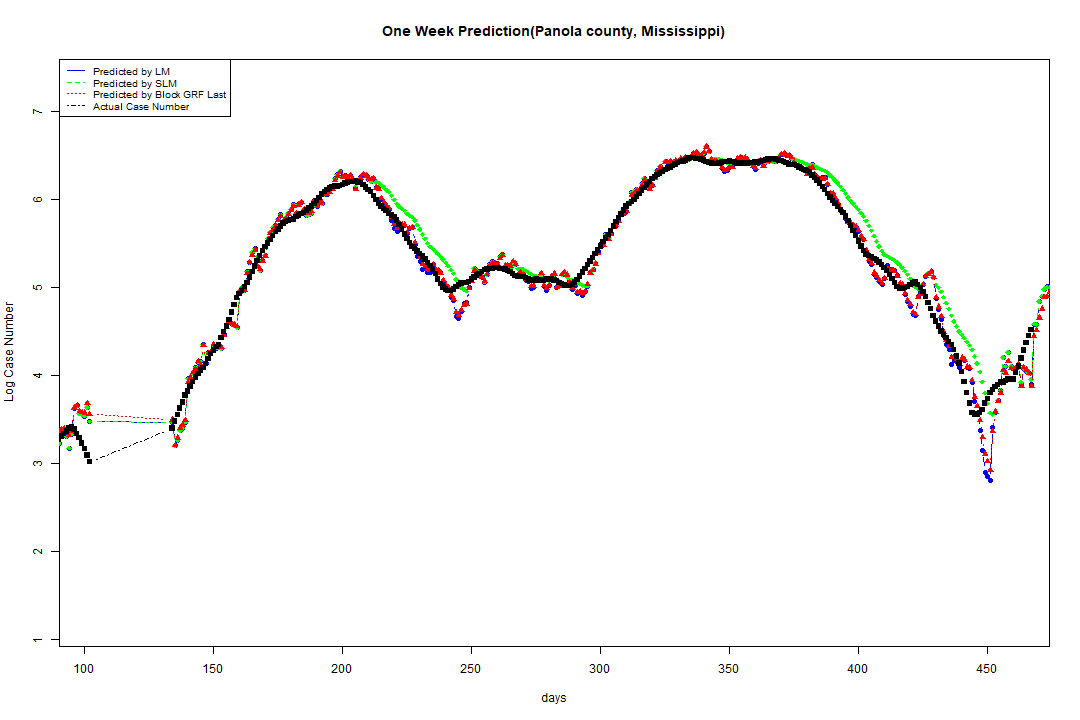 One Week Prediction(Panola county, Mississippi)
Predicted by LM
Predicted by SLM
Predicted by Block GRF Last
Actual Case Number
7
6
5
4
3
2
1
Log Case Number
100 150 200 250 300 350 400 450
days